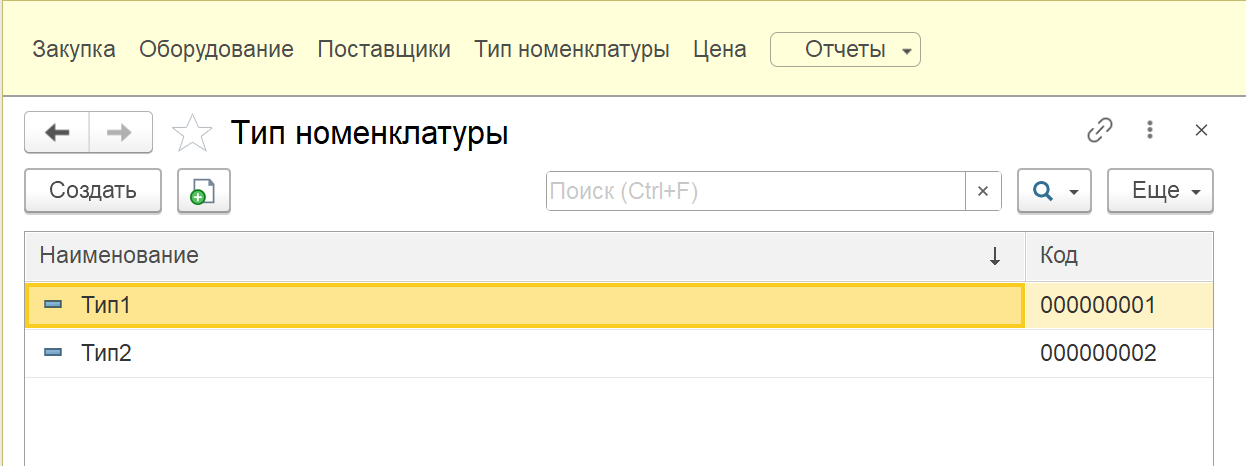 Закупка Оборудование Поставщики Тип номенклатуры Цена Отчеты
Тип номенклатуры
Создать Поиск (Ctrl+F) Еще
Наименование Код
Тип1 000000001
Тип2 000000002